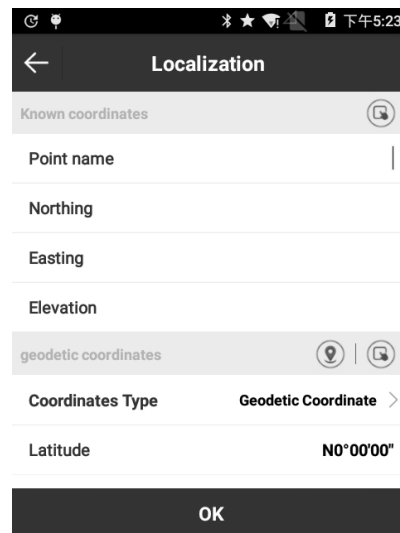 下午5:23
Localization
Known coordinates
Point name
Northing
Easting
Elevation
geodetic coordinates
Coordinates Type Geodetic Coordinate >
Latitude N0°00'00"
OK